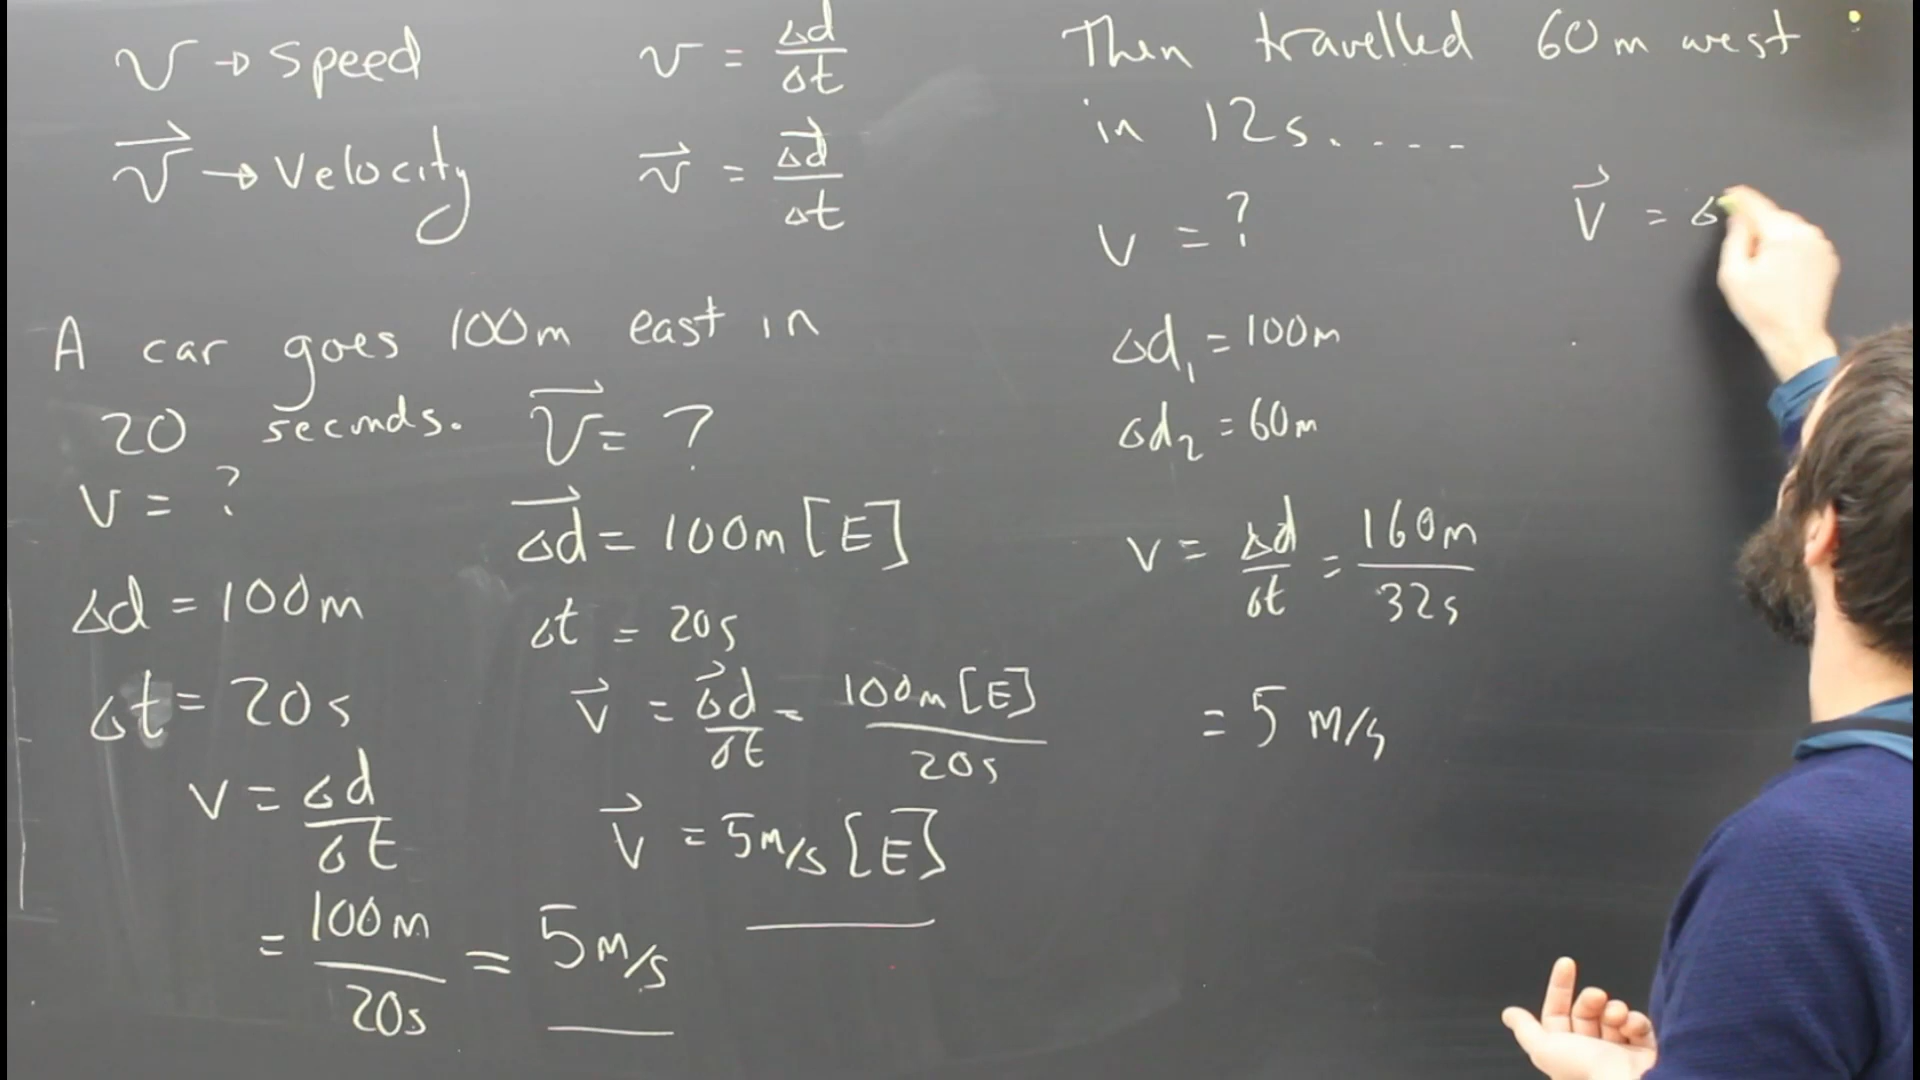 v → speed
v = Δd/Δt
v⃗ → Velocity
v⃗ = Δd⃗/Δt
A car goes 100m east in
20 seconds. v⃗ = ?
v = ?
Δd = 100m
Δt = 20s
v = Δd/Δt
= 100m/20s = 5m/s
Δd⃗ = 100m [E]
Δt = 20s
v⃗ = Δd⃗/Δt = 100m [E]/20s
v⃗ = 5m/s [E]
Then travelled 60m west
in 12s.....
v = ?
Δd₁ = 100m
Δd₂ = 60m
v = Δd/Δt = 160m/32s
= 5 m/s
v⃗ = Δ